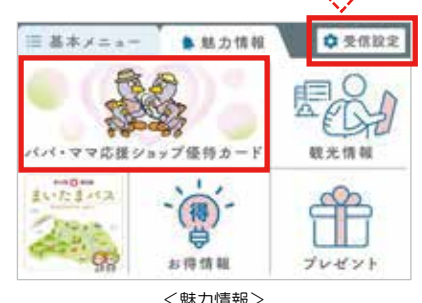 基本メニュー 魅力情報 受信設定
パパ・ママ応援ショップ優待カード 観光情報
まいたまパス
得
お得情報 プレゼント
＜魅力情報＞